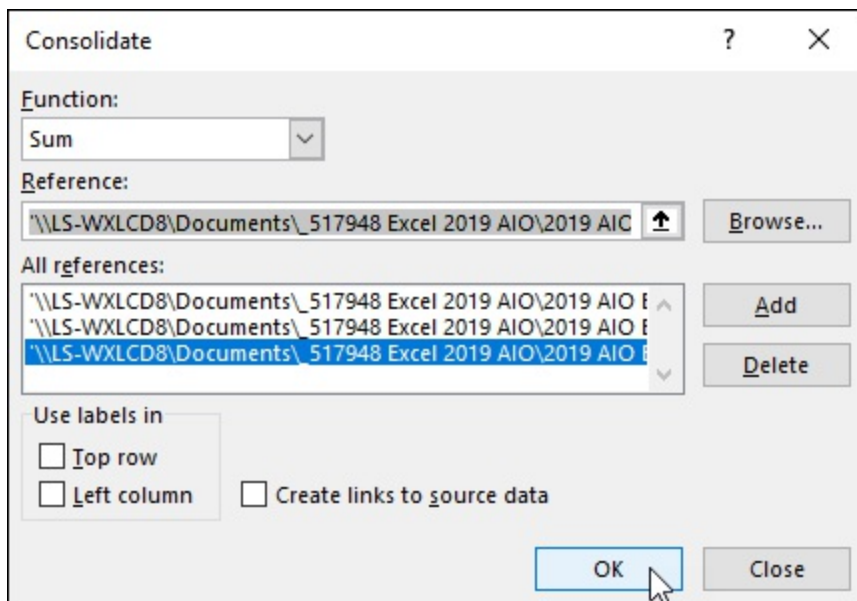 Consolidate ?
Function:
Sum
Reference:
'\\LS-WXLCD8\Documents\_517948 Excel 2019 AIO\2019 AIO
Browse...
All references:
'\\LS-WXLCD8\Documents\_517948 Excel 2019 AIO\2019 AIO E
'\\LS-WXLCD8\Documents\_517948 Excel 2019 AIO\2019 AIO E
'\\LS-WXLCD8\Documents\_517948 Excel 2019 AIO\2019 AIO E
Add
Delete
Use labels in
Top row
Left column
Create links to source data
OK
Close